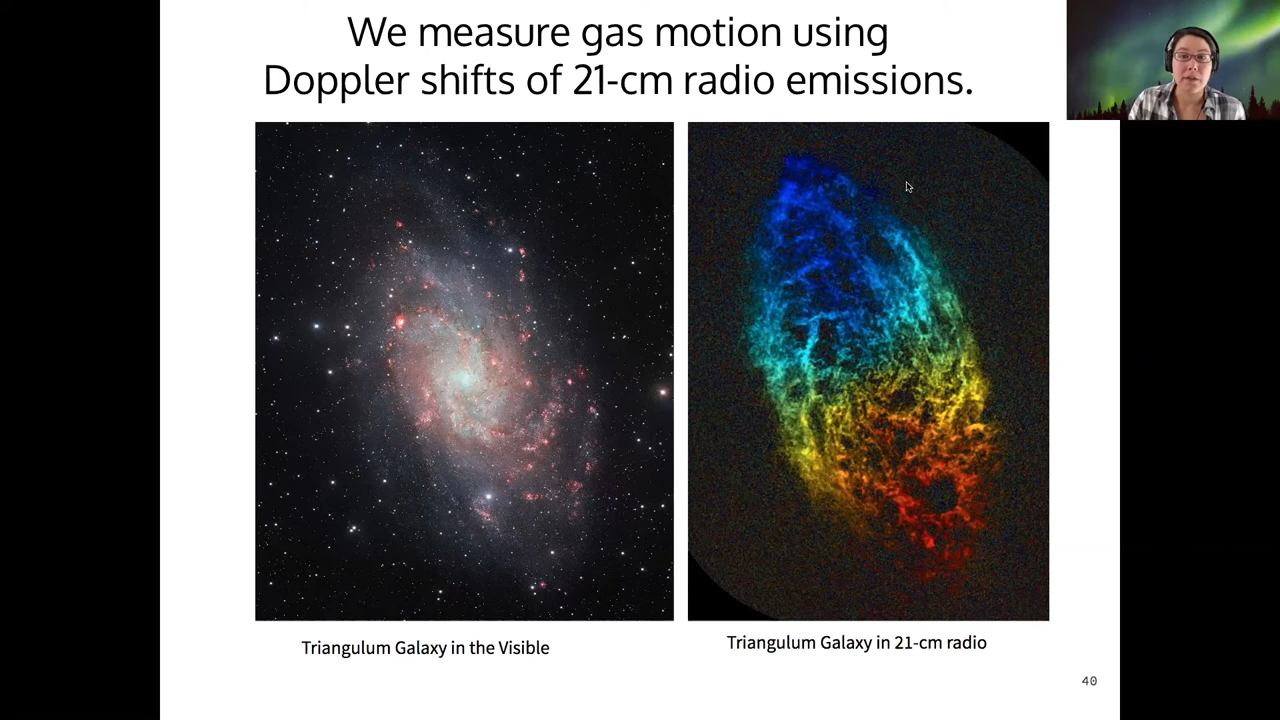 We measure gas motion using
Doppler shifts of 21-cm radio emissions.
Triangulum Galaxy in the Visible
Triangulum Galaxy in 21-cm radio
40